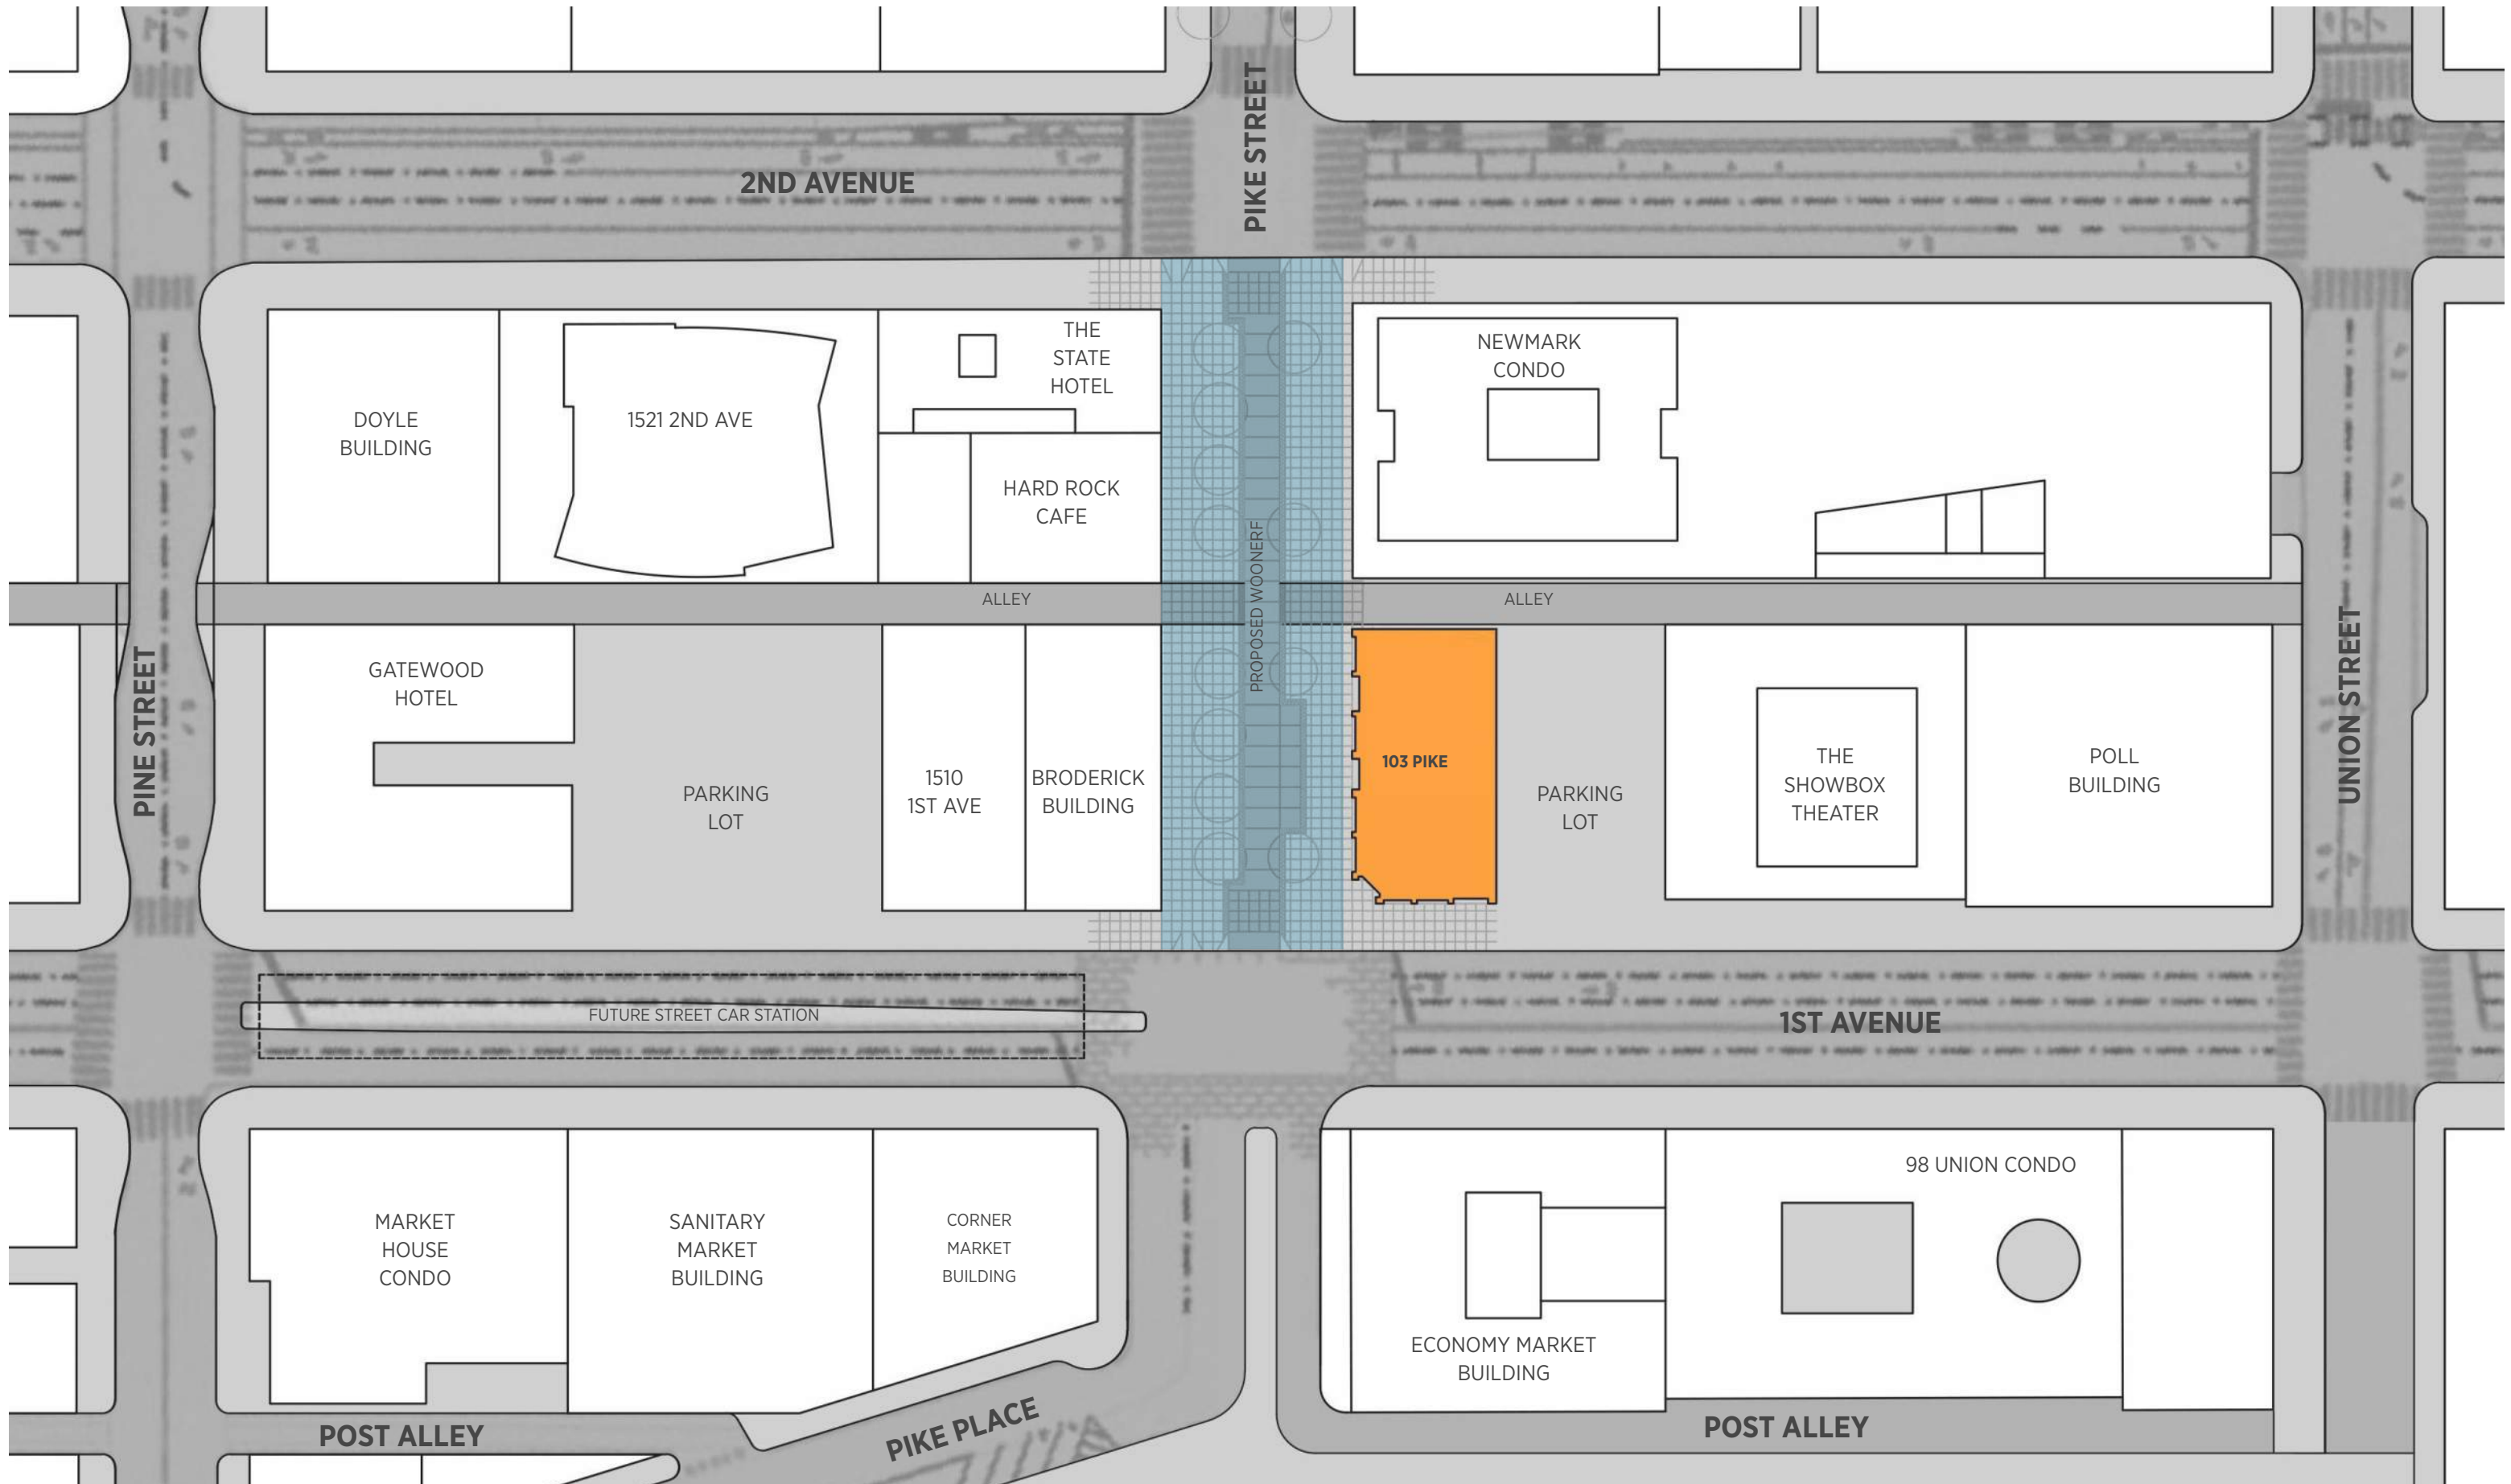 PIKE STREET
2ND AVENUE
THE
STATE
HOTEL
NEWMARK
CONDO
DOYLE
BUILDING
1521 2ND AVE
HARD ROCK
CAFE
PROPOSED WOONERF
ALLEY
ALLEY
PINE STREET
UNION STREET
GATEWOOD
HOTEL
PARKING
LOT
1510
1ST AVE
BRODERICK
BUILDING
103 PIKE
PARKING
LOT
THE
SHOWBOX
THEATER
POLL
BUILDING
FUTURE STREET CAR STATION
1ST AVENUE
MARKET
HOUSE
CONDO
SANITARY
MARKET
BUILDING
CORNER
MARKET
BUILDING
98 UNION CONDO
ECONOMY MARKET
BUILDING
POST ALLEY
PIKE PLACE
POST ALLEY